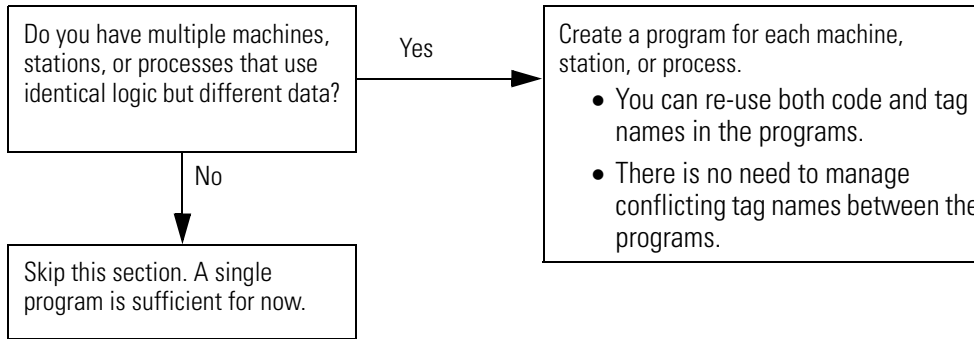 Do you have multiple machines,
stations, or processes that use
identical logic but different data?
Yes
Create a program for each machine,
station, or process.
• You can re-use both code and tag
names in the programs.
• There is no need to manage
conflicting tag names between the
programs.
No
Skip this section. A single
program is sufficient for now.